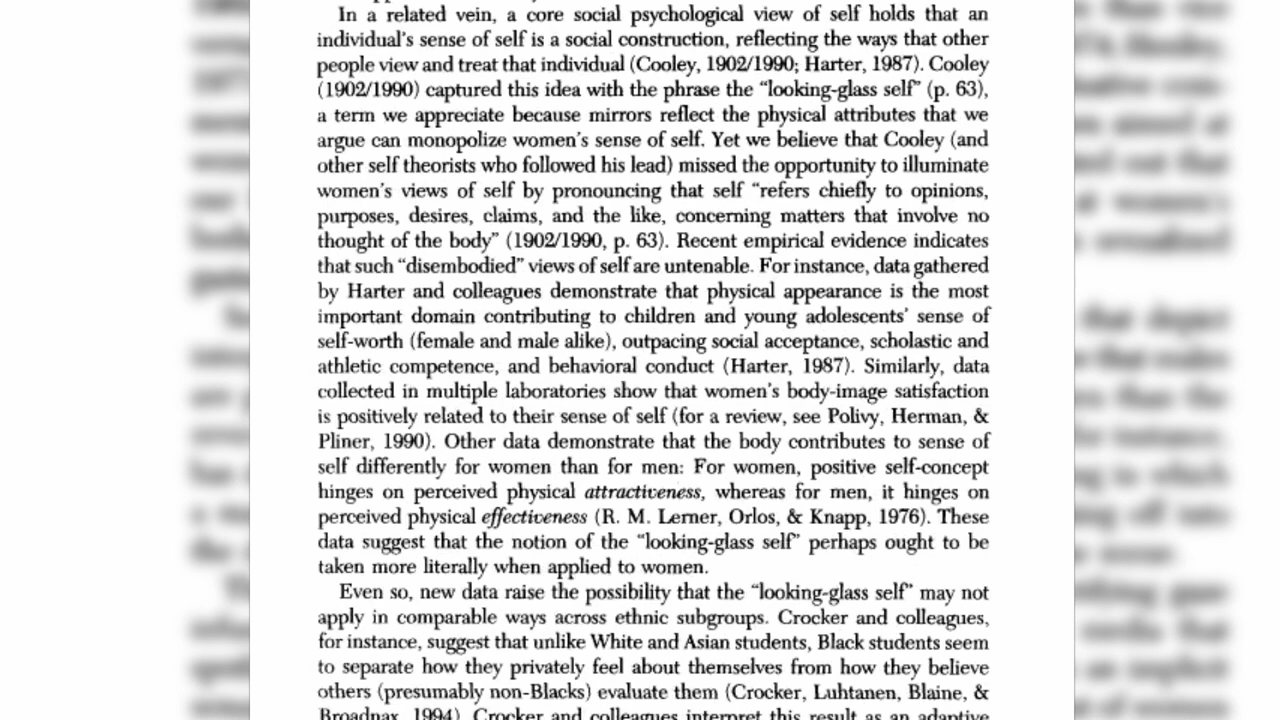 In a related vein, a core social psychological view of self holds that an
individual's sense of self is a social construction, reflecting the ways that other
people view and treat that individual (Cooley, 1902/1990; Harter, 1987). Cooley
(1902/1990) captured this idea with the phrase the “looking-glass self” (p. 63),
a term we appreciate because mirrors reflect the physical attributes that we
argue can monopolize women's sense of self. Yet we believe that Cooley (and
other self theorists who followed his lead) missed the opportunity to illuminate
women's views of self by pronouncing that self “refers chiefly to opinions,
purposes, desires, claims, and the like, concerning matters that involve no
thought of the body” (1902/1990, p. 63). Recent empirical evidence indicates
that such “disembodied” views of self are untenable. For instance, data gathered
by Harter and colleagues demonstrate that physical appearance is the most
important domain contributing to children and young adolescents' sense of
self-worth (female and male alike), outpacing social acceptance, scholastic and
athletic competence, and behavioral conduct (Harter, 1987). Similarly, data
collected in multiple laboratories show that women's body-image satisfaction
is positively related to their sense of self (for a review, see Polivy, Herman, &
Pliner, 1990). Other data demonstrate that the body contributes to sense of
self differently for women than for men: For women, positive self-concept
hinges on perceived physical attractiveness, whereas for men, it hinges on
perceived physical effectiveness (R. M. Lerner, Orlos, & Knapp, 1976). These
data suggest that the notion of the “looking-glass self” perhaps ought to be
taken more literally when applied to women.
Even so, new data raise the possibility that the “looking-glass self” may not
apply in comparable ways across ethnic subgroups. Crocker and colleagues,
for instance, suggest that unlike White and Asian students, Black students seem
to separate how they privately feel about themselves from how they believe
others (presumably non-Blacks) evaluate them (Crocker, Luhtanen, Blaine, &
Broadnax, 1994). Crocker and colleagues interpret this result as an adaptive